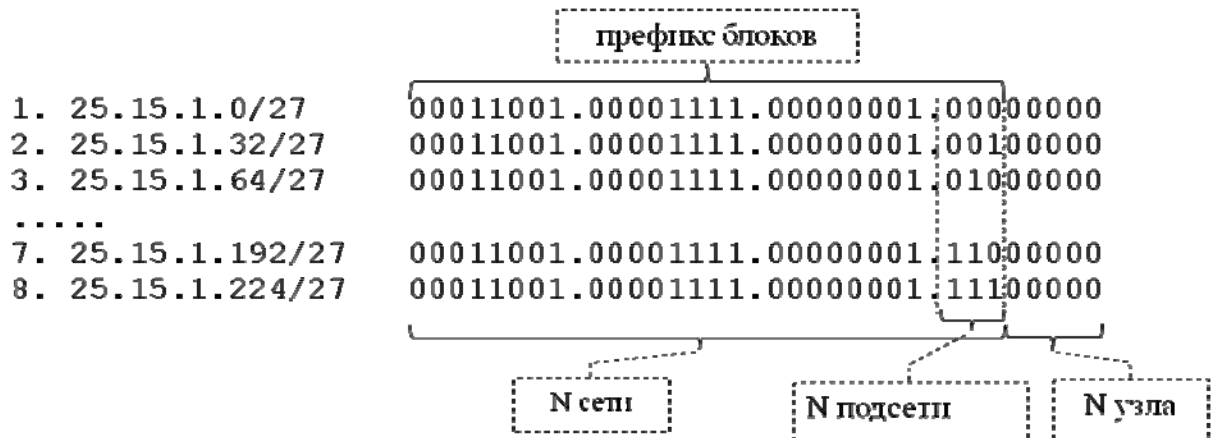 префикс блоков
1. 25.15.1.0/27 00011001.00001111.00000001.00000000
2. 25.15.1.32/27 00011001.00001111.00000001.00100000
3. 25.15.1.64/27 00011001.00001111.00000001.01000000
.....
7. 25.15.1.192/27 00011001.00001111.00000001.11000000
8. 25.15.1.224/27 00011001.00001111.00000001.11100000
N сети N подсети N узла